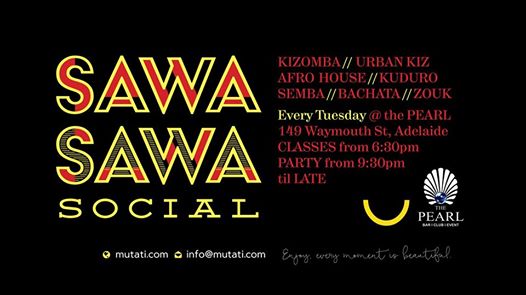 SAWA
SAWA
SOCIAL
KIZOMBA // URBAN KIZ
AFRO HOUSE // KUDURO
SEMBA // BACHATA // ZOUK
Every Tuesday @ the PEARL
149 Waymouth St, Adelaide
CLASSES from 6:30pm
PARTY from 9:30pm
til LATE
THE
PEARL
BAR | CLUB | EVENT
mutati.com info@mutati.com
Enjoy, every moment is beautiful.